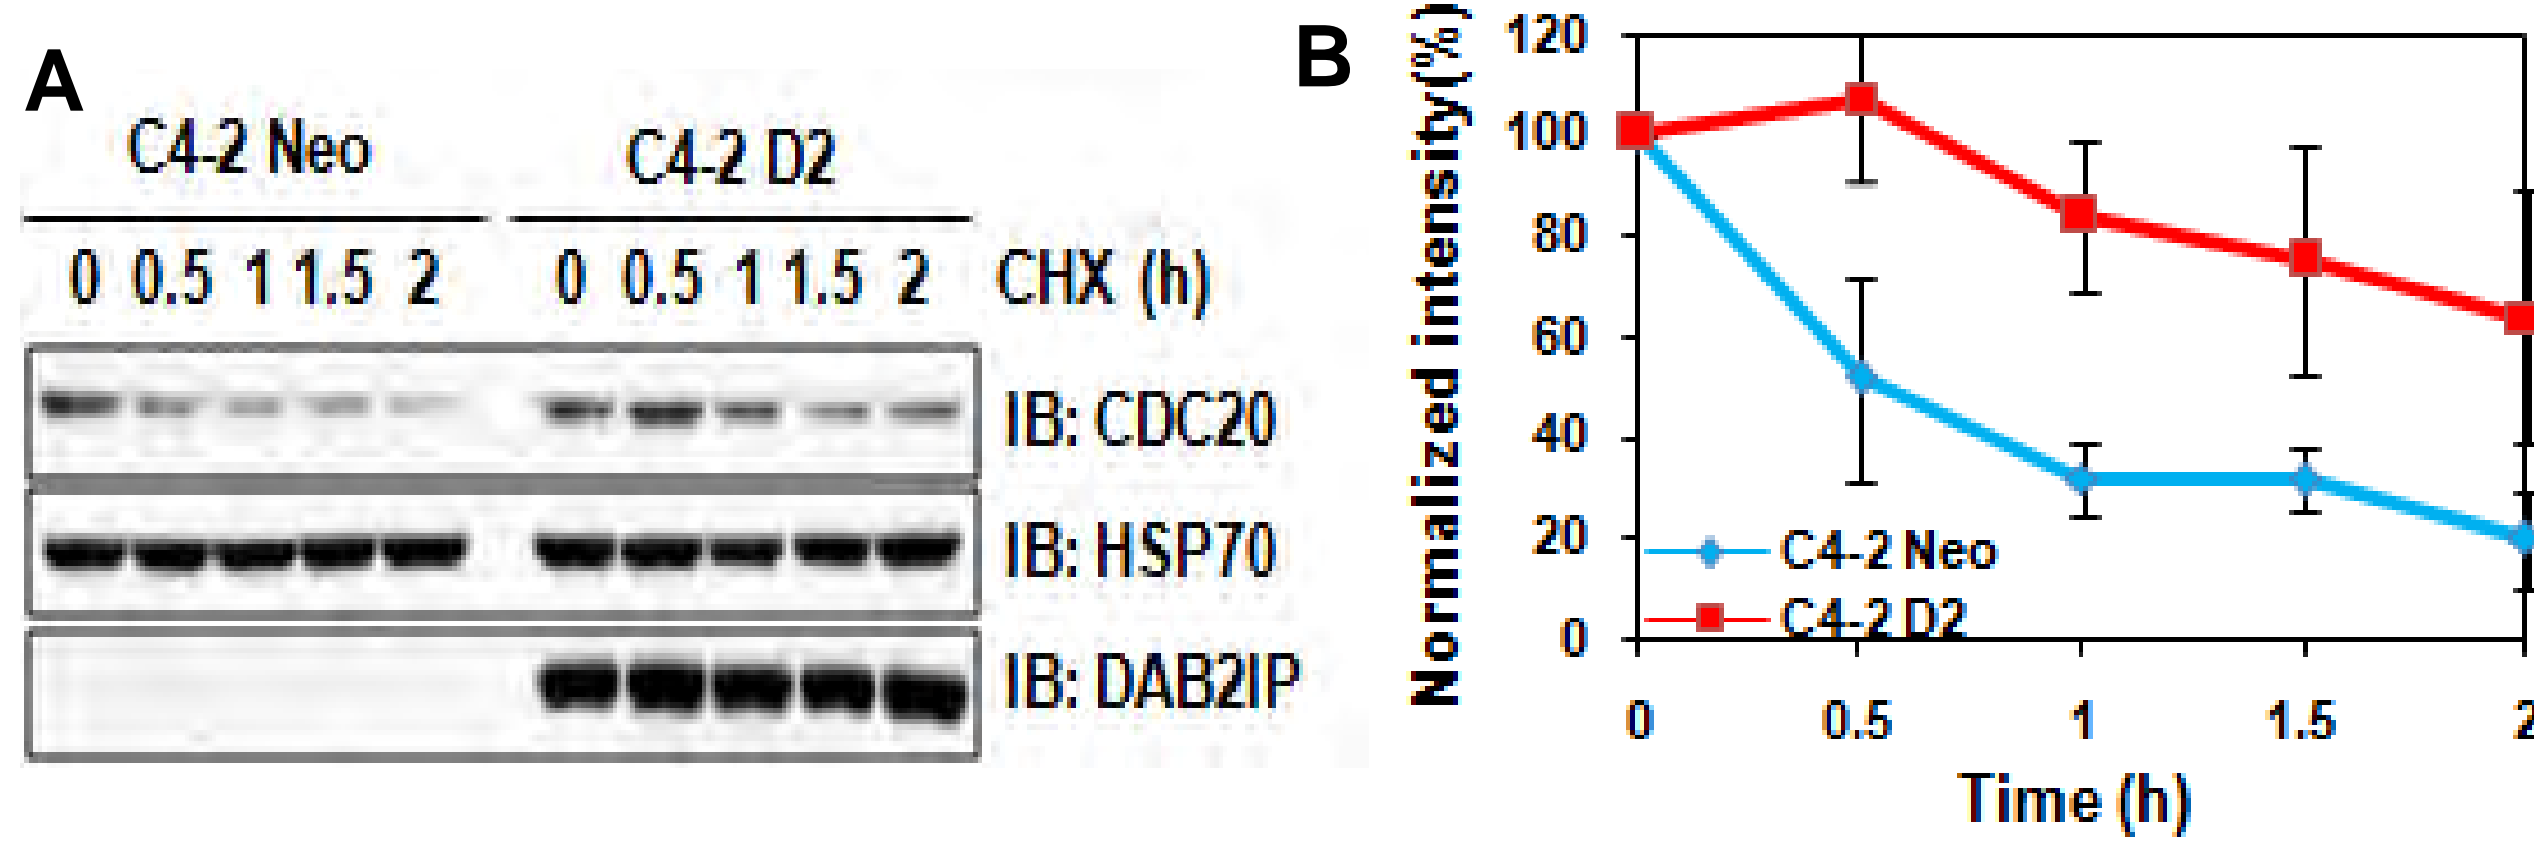 A
C4-2 Neo C4-2 D2
0 0.5 1 1.5 2 0 0.5 1 1.5 2 CHX (h)
IB: CDC20
IB: HSP70
IB: DAB2IP
B
Normalized intensity(%)
120
100
80
60
40
20
0
C4-2 Neo
C4-2 D2
0 0.5 1 1.5 2
Time (h)